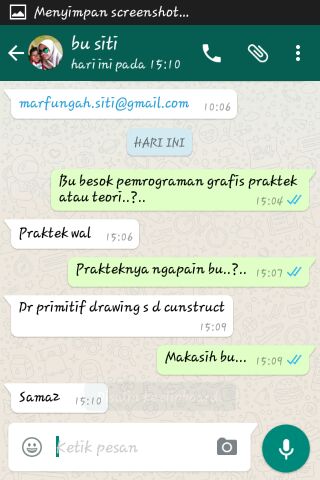 Menyimpan screenshot...
bu siti
hari ini pada 15:10
marfungah.siti@gmail.com 10:06
HARI INI
Bu besok pemrograman grafis praktek
atau teori..?.. 15:04
Praktek wal 15:06
Prakteknya ngapain bu..?.. 15:07
Dr primitif drawing s d cunstruct
15:09
Makasih bu... 15:09
Sama2 15:10
Ketik pesan